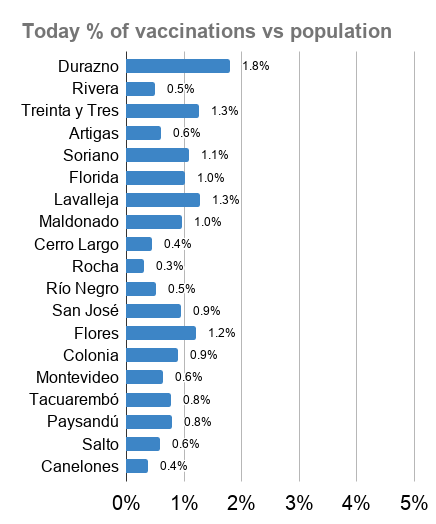 Today % of vaccinations vs population
Durazno 1.8%
Rivera 0.5%
Treinta y Tres 1.3%
Artigas 0.6%
Soriano 1.1%
Florida 1.0%
Lavalleja 1.3%
Maldonado 1.0%
Cerro Largo 0.4%
Rocha 0.3%
Río Negro 0.5%
San José 0.9%
Flores 1.2%
Colonia 0.9%
Montevideo 0.6%
Tacuarembó 0.8%
Paysandú 0.8%
Salto 0.6%
Canelones 0.4%
0% 1% 2% 3% 4% 5%